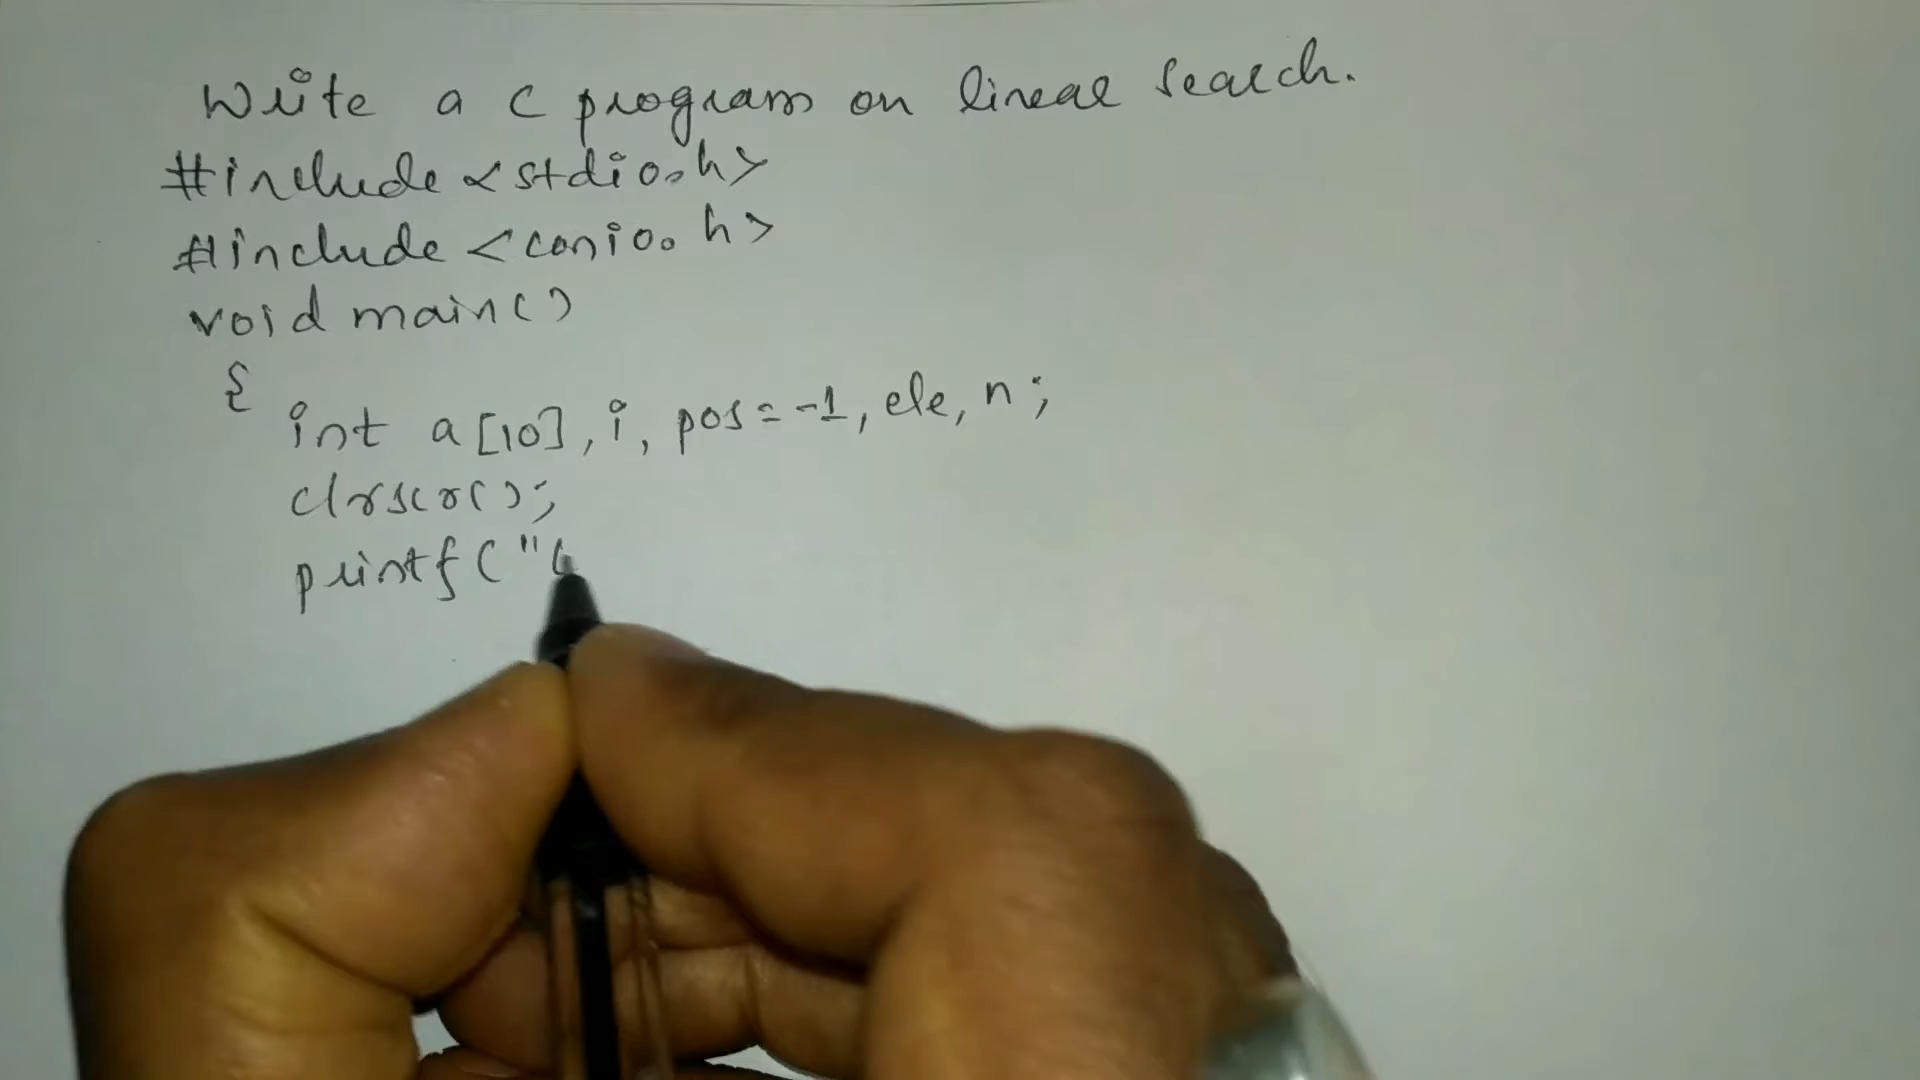 Write a C program on linear search.
#include <stdio.h>
#include <conio.h>
void main()
{
int a[10], i, pos=-1, ele, n;
clrscr();
printf("